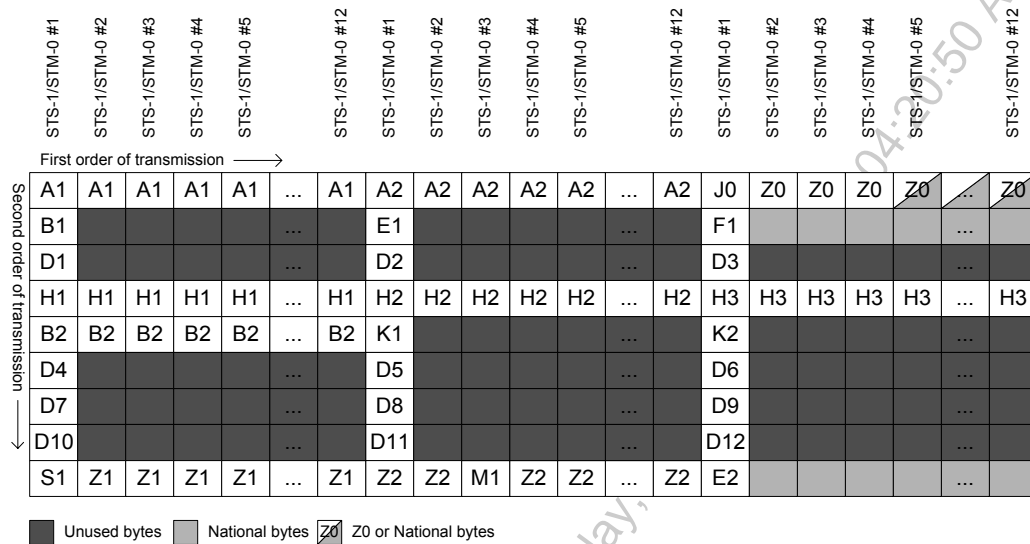 STS-1/STM-0 #1 STS-1/STM-0 #2 STS-1/STM-0 #3 STS-1/STM-0 #4 STS-1/STM-0 #5 STS-1/STM-0 #12 STS-1/STM-0 #1 STS-1/STM-0 #2 STS-1/STM-0 #3 STS-1/STM-0 #4 STS-1/STM-0 #5 STS-1/STM-0 #12 STS-1/STM-0 #1 STS-1/STM-0 #2 STS-1/STM-0 #3 STS-1/STM-0 #4 STS-1/STM-0 #5 STS-1/STM-0 #12
First order of transmission
Second order of transmission
A1 A1 A1 A1 A1 ... A1 A2 A2 A2 A2 A2 ... A2 J0 Z0 Z0 Z0 Z0 ... Z0
B1 ... E1 ... F1 ...
D1 ... D2 ... D3 ...
H1 H1 H1 H1 H1 ... H1 H2 H2 H2 H2 H2 ... H2 H3 H3 H3 H3 H3 ... H3
B2 B2 B2 B2 B2 ... B2 K1 ... K2 ...
D4 ... D5 ... D6 ...
D7 ... D8 ... D9 ...
D10 ... D11 ... D12 ...
S1 Z1 Z1 Z1 Z1 ... Z1 Z2 Z2 M1 Z2 Z2 ... Z2 E2 ...
Unused bytes National bytes Z0 Z0 or National bytes
04:20:50 A
day,